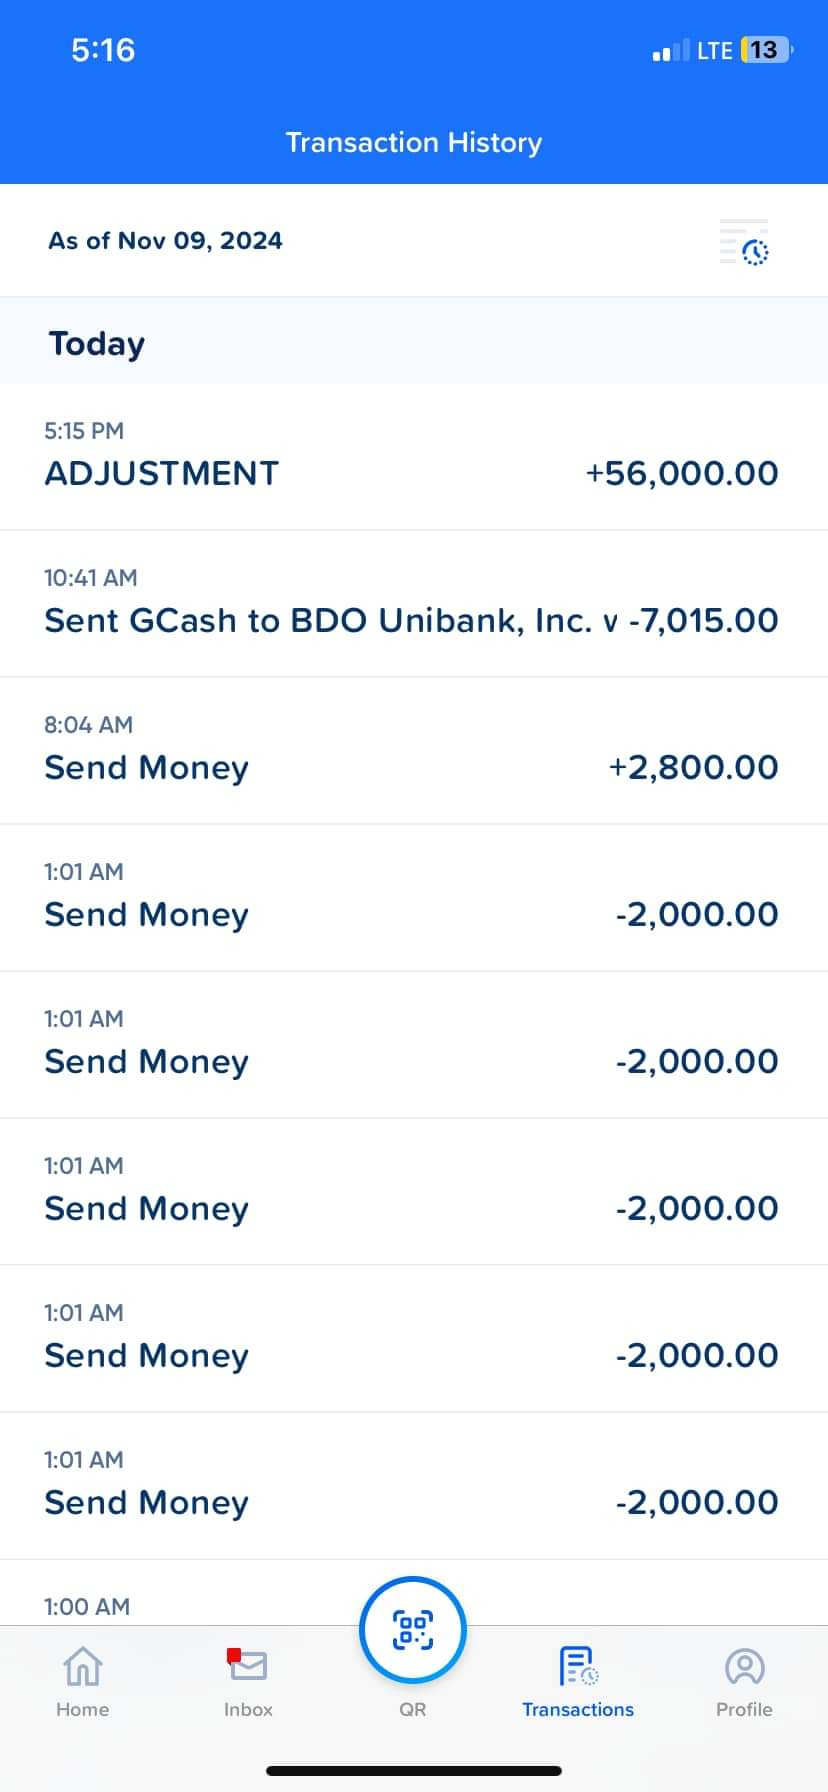 5:16
LTE 13
Transaction History
As of Nov 09, 2024
Today
5:15 PM
ADJUSTMENT +56,000.00
10:41 AM
Sent GCash to BDO Unibank, Inc. v -7,015.00
8:04 AM
Send Money +2,800.00
1:01 AM
Send Money -2,000.00
1:01 AM
Send Money -2,000.00
1:01 AM
Send Money -2,000.00
1:01 AM
Send Money -2,000.00
1:01 AM
Send Money -2,000.00
1:00 AM
Home Inbox QR Transactions Profile